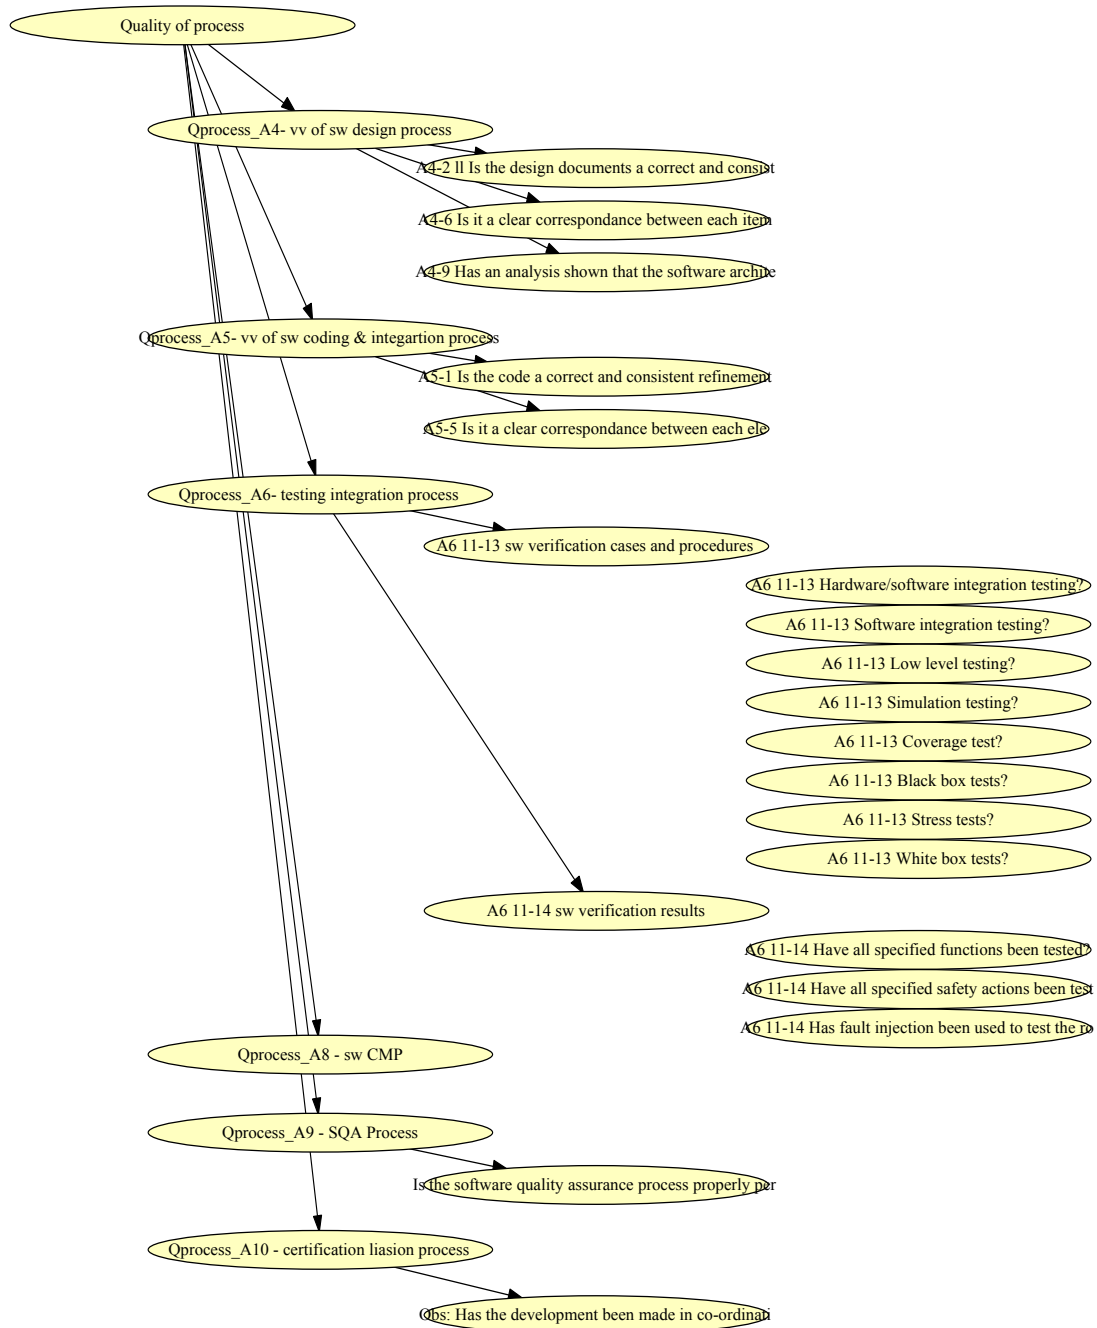 Quality of process
Qprocess_A4- vv of sw design process
A4-2 ll Is the design documents a correct and consist
A4-6 Is it a clear correspondance between each item
A4-9 Has an analysis shown that the software archite
Qprocess_A5- vv of sw coding & integartion process
A5-1 Is the code a correct and consistent refinement
A5-5 Is it a clear correspondance between each ele
Qprocess_A6- testing integration process
A6 11-13 sw verification cases and procedures
A6 11-13 Hardware/software integration testing?
A6 11-13 Software integration testing?
A6 11-13 Low level testing?
A6 11-13 Simulation testing?
A6 11-13 Coverage test?
A6 11-13 Black box tests?
A6 11-13 Stress tests?
A6 11-13 White box tests?
A6 11-14 sw verification results
A6 11-14 Have all specified functions been tested?
A6 11-14 Have all specified safety actions been test
A6 11-14 Has fault injection been used to test the ro
Qprocess_A8 - sw CMP
Qprocess_A9 - SQA Process
Is the software quality assurance process properly per
Qprocess_A10 - certification liasion process
Obs: Has the development been made in co-ordinati